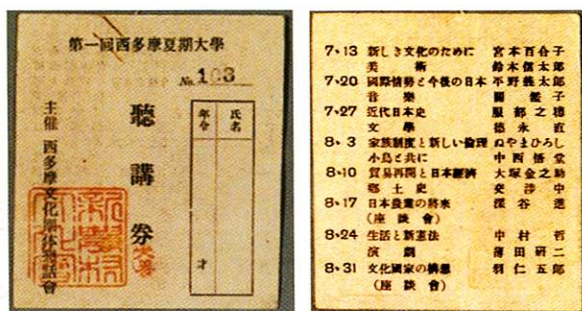 第一回西多摩夏期大學
No. 103
聽講券
氏名
年令
才
主催 西多摩文化團体懇話會
7、13 新しき文化のために 宮本百合子
美術 鈴木信太郎
7、20 國際情勢と今後の日本 平野義太郎
音樂 關鑑子
7、27 近代日本史 服部之總
文學 德永直
8、3 家族制度と新しい倫理 ぬやまひろし
小鳥と共に 中西悟堂
8、10 貿易再開と日本經濟 大塚金之助
郷土史 交渉中
8、17 日本農業の將來 深谷進
(座談會)
8、24 生活と新憲法 中村哲
演劇 薄田研二
8、31 文化國家の構想 羽仁五郎
(座談會)